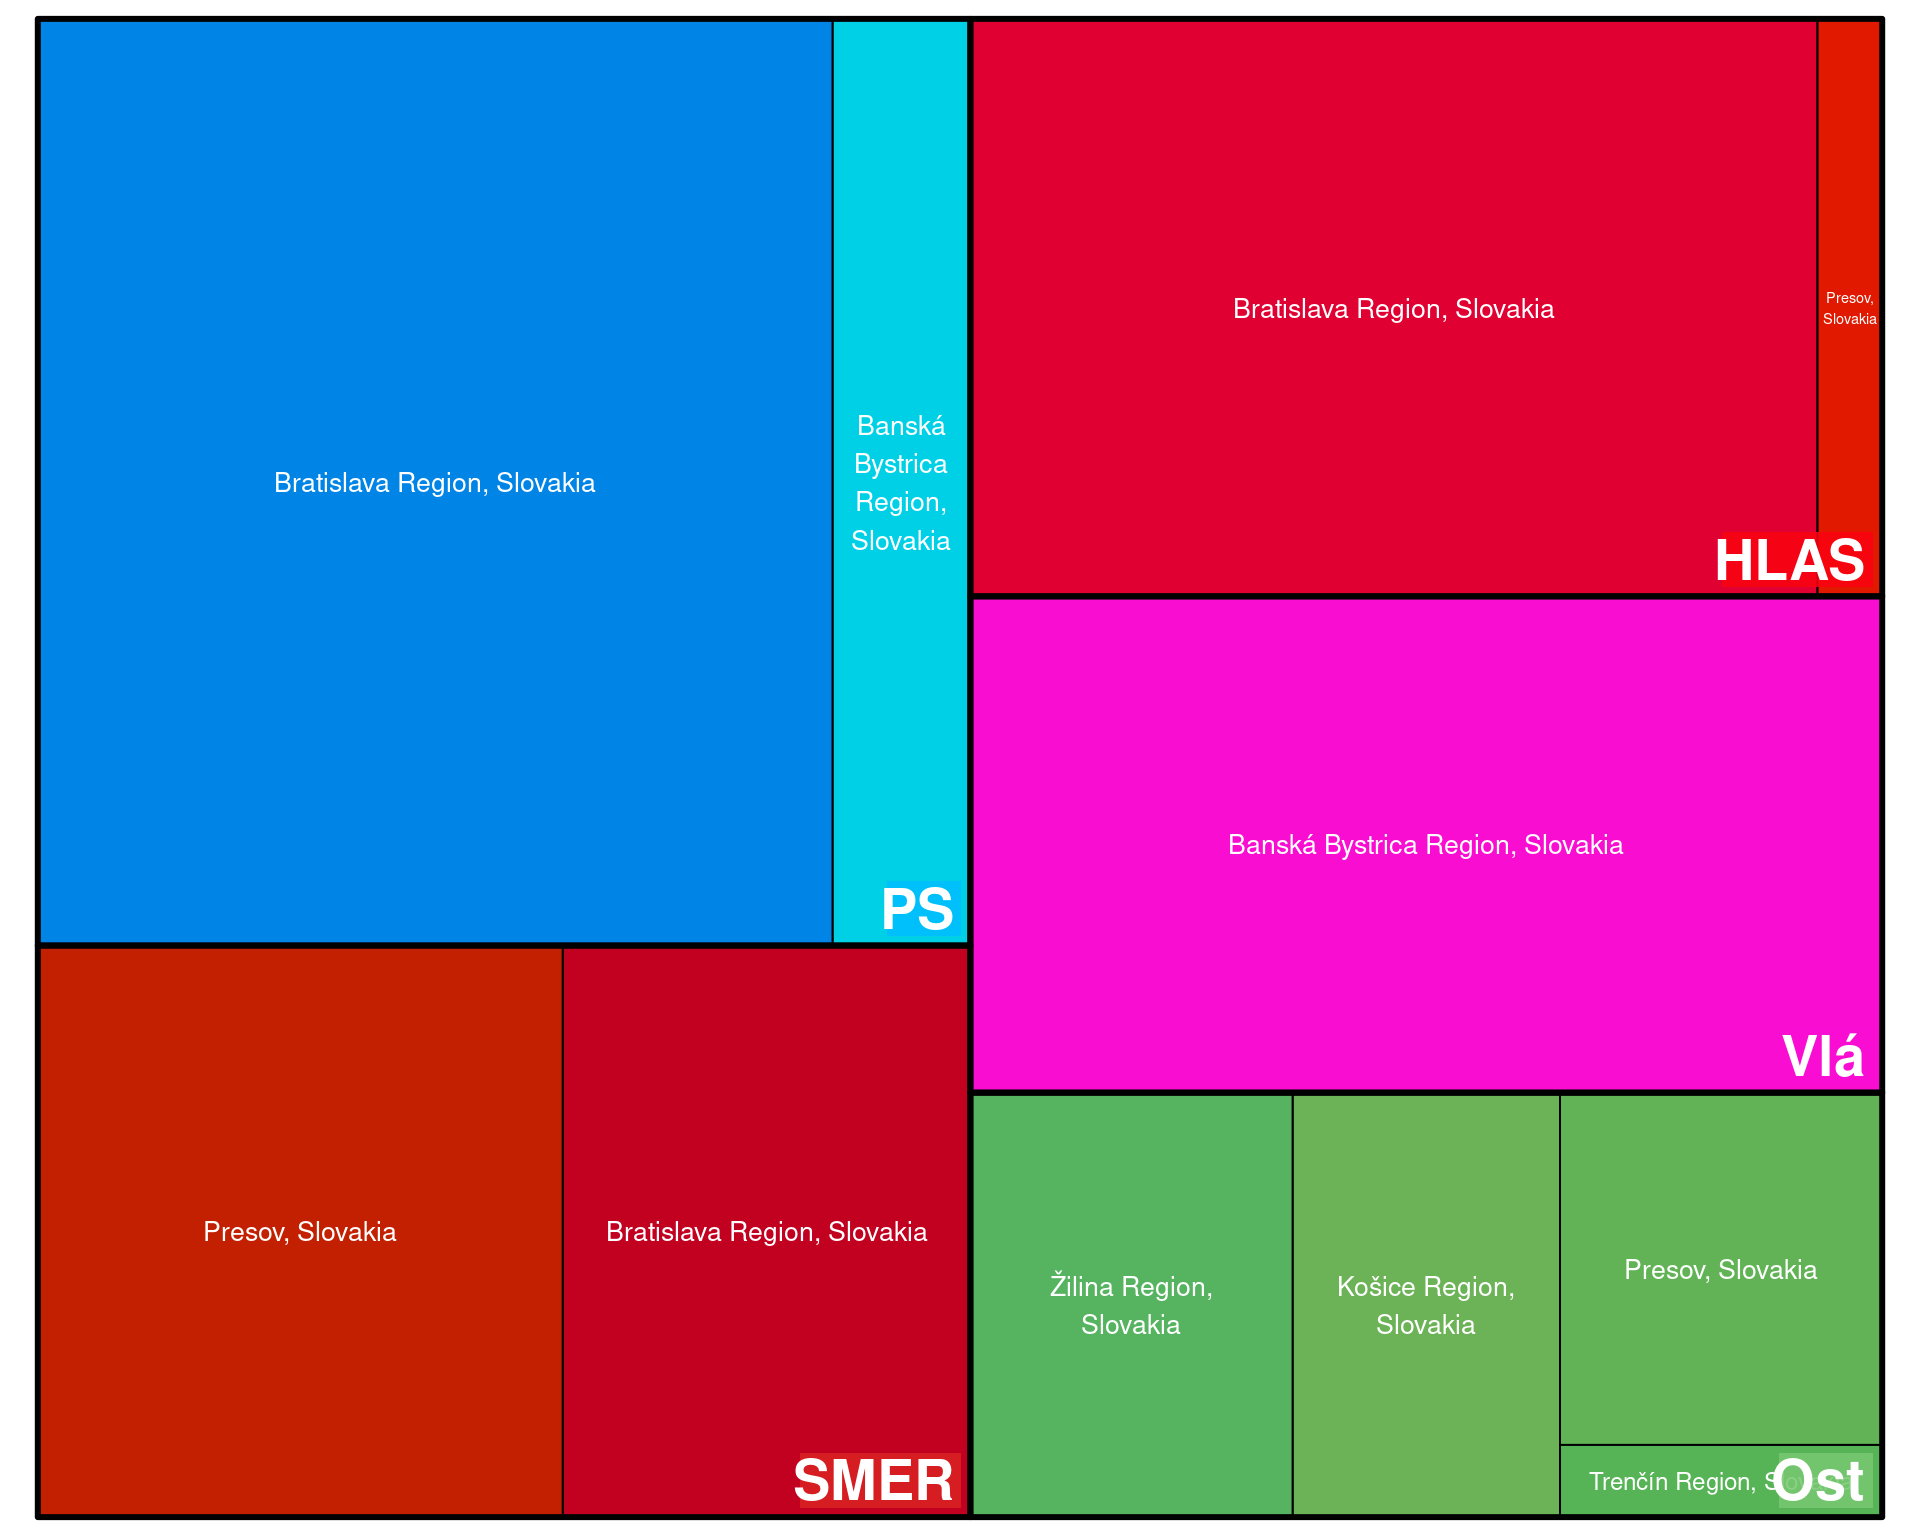 Bratislava Region, Slovakia
Banská
Bystrica
Region,
Slovakia
PS
Bratislava Region, Slovakia
Presov,
Slovakia
HLAS
Banská Bystrica Region, Slovakia
Vlá
Presov, Slovakia
Bratislava Region, Slovakia
SMER
Žilina Region,
Slovakia
Košice Region,
Slovakia
Presov, Slovakia
Trenčín Region,
Ost